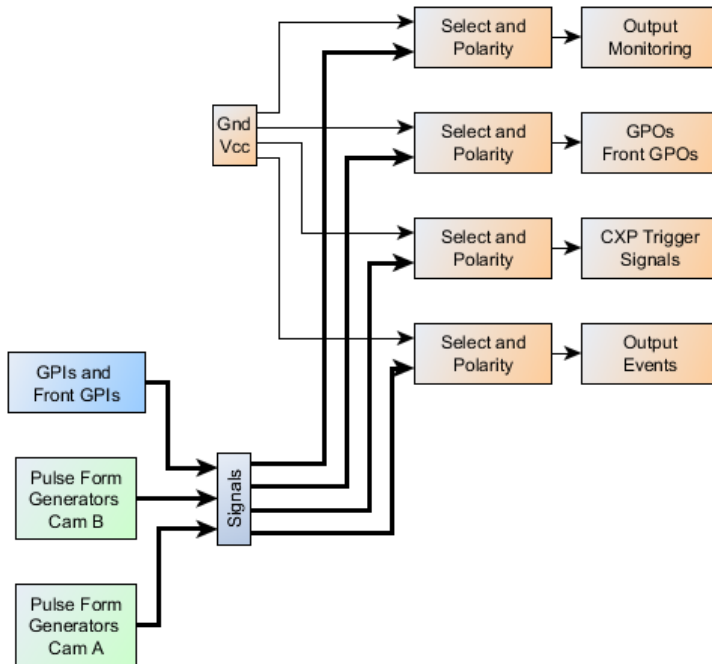 Select and
Polarity
Output
Monitoring
Gnd
Vcc
Select and
Polarity
GPOs
Front GPOs
Select and
Polarity
CXP Trigger
Signals
Select and
Polarity
Output
Events
GPIs and
Front GPIs
Pulse Form
Generators
Cam B
Signals
Pulse Form
Generators
Cam A